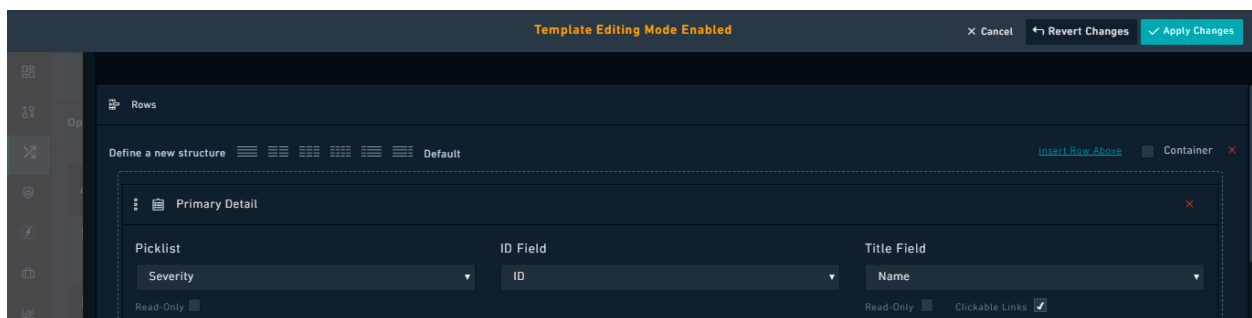 Template Editing Mode Enabled
× Cancel
Revert Changes
✓ Apply Changes
Op
Rows
Define a new structure
Default
Insert Row Above
Container
Primary Detail
Picklist
ID Field
Title Field
Severity
ID
Name
Read-Only
Read-Only
Clickable Links